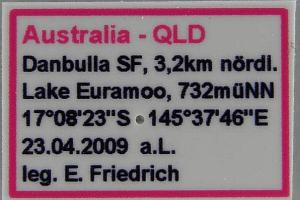 Australia - QLD
Danbulla SF, 3,2km nördl.
Lake Euramoo, 732müNN
17°08'23"S 145°37'46"E
23.04.2009 a.L.
leg. E. Friedrich